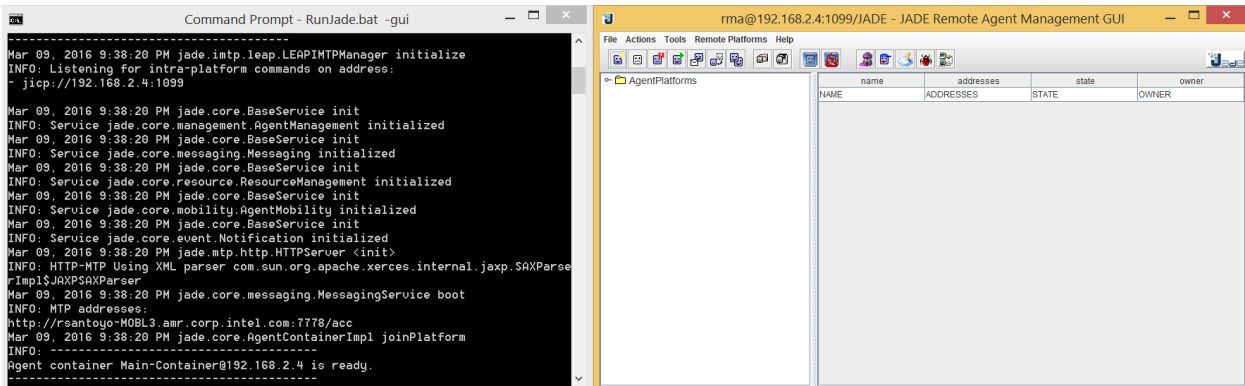 Command Prompt - RunJade.bat -gui
----------------------------------------
Mar 09, 2016 9:38:20 PM jade.imtp.leap.LEAPIMTPManager initialize
INFO: Listening for intra-platform commands on address:
- jicp://192.168.2.4:1099
Mar 09, 2016 9:38:20 PM jade.core.BaseService init
INFO: Service jade.core.management.AgentManagement initialized
Mar 09, 2016 9:38:20 PM jade.core.BaseService init
INFO: Service jade.core.messaging.Messaging initialized
Mar 09, 2016 9:38:20 PM jade.core.BaseService init
INFO: Service jade.core.resource.ResourceManagement initialized
Mar 09, 2016 9:38:20 PM jade.core.BaseService init
INFO: Service jade.core.mobility.AgentMobility initialized
Mar 09, 2016 9:38:20 PM jade.core.BaseService init
INFO: Service jade.core.event.Notification initialized
Mar 09, 2016 9:38:20 PM jade.mtp.http.HTTPServer <init>
INFO: HTTP-MTP Using XML parser com.sun.org.apache.xerces.internal.jaxp.SAXParse
rImpl$JAXPSAXParser
Mar 09, 2016 9:38:20 PM jade.core.messaging.MessagingService boot
INFO: MTP addresses:
http://rsantoyo-MOBL3.amr.corp.intel.com:7778/acc
Mar 09, 2016 9:38:20 PM jade.core.AgentContainerImpl joinPlatform
INFO: --------------------------------------
Agent container Main-Container@192.168.2.4 is ready.
--------------------------------------------
rma@192.168.2.4:1099/JADE - JADE Remote Agent Management GUI
File Actions Tools Remote Platforms Help
Jade
AgentPlatforms
name addresses state owner
NAME ADDRESSES STATE OWNER